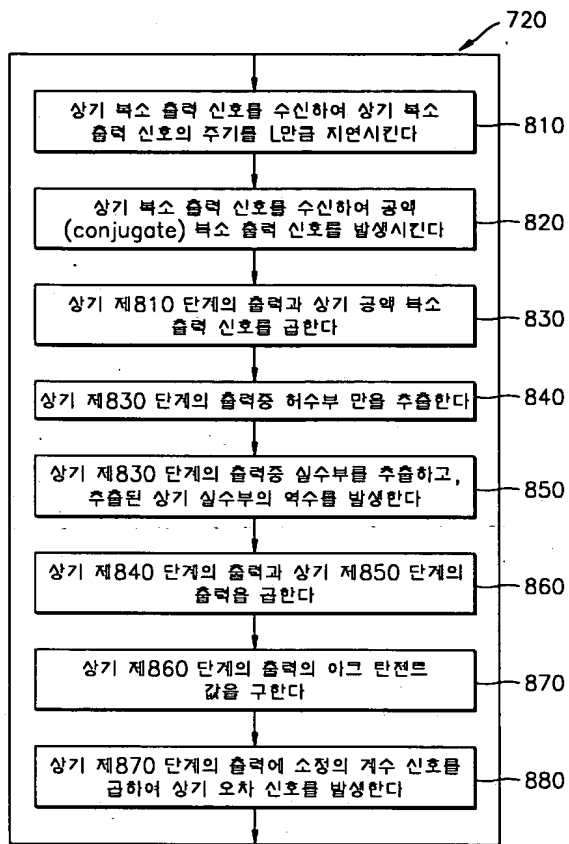 720
상기 복소 출력 신호를 수신하여 상기 복소
출력 신호의 주기를 L만큼 지연시킨다
810
상기 복소 출력 신호를 수신하여 공액
(conjugate) 복소 출력 신호를 발생시킨다
820
상기 제810 단계의 출력과 상기 공액 복소
출력 신호를 곱한다
830
상기 제830 단계의 출력중 허수부 만을 추출한다
840
상기 제830 단계의 출력중 실수부를 추출하고,
추출된 상기 실수부의 역수를 발생한다
850
상기 제840 단계의 출력과 상기 제850 단계의
출력을 곱한다
860
상기 제860 단계의 출력의 아크 탄젠트
값을 구한다
870
상기 제870 단계의 출력에 소정의 계수 신호를
곱하여 상기 오차 신호를 발생한다
880